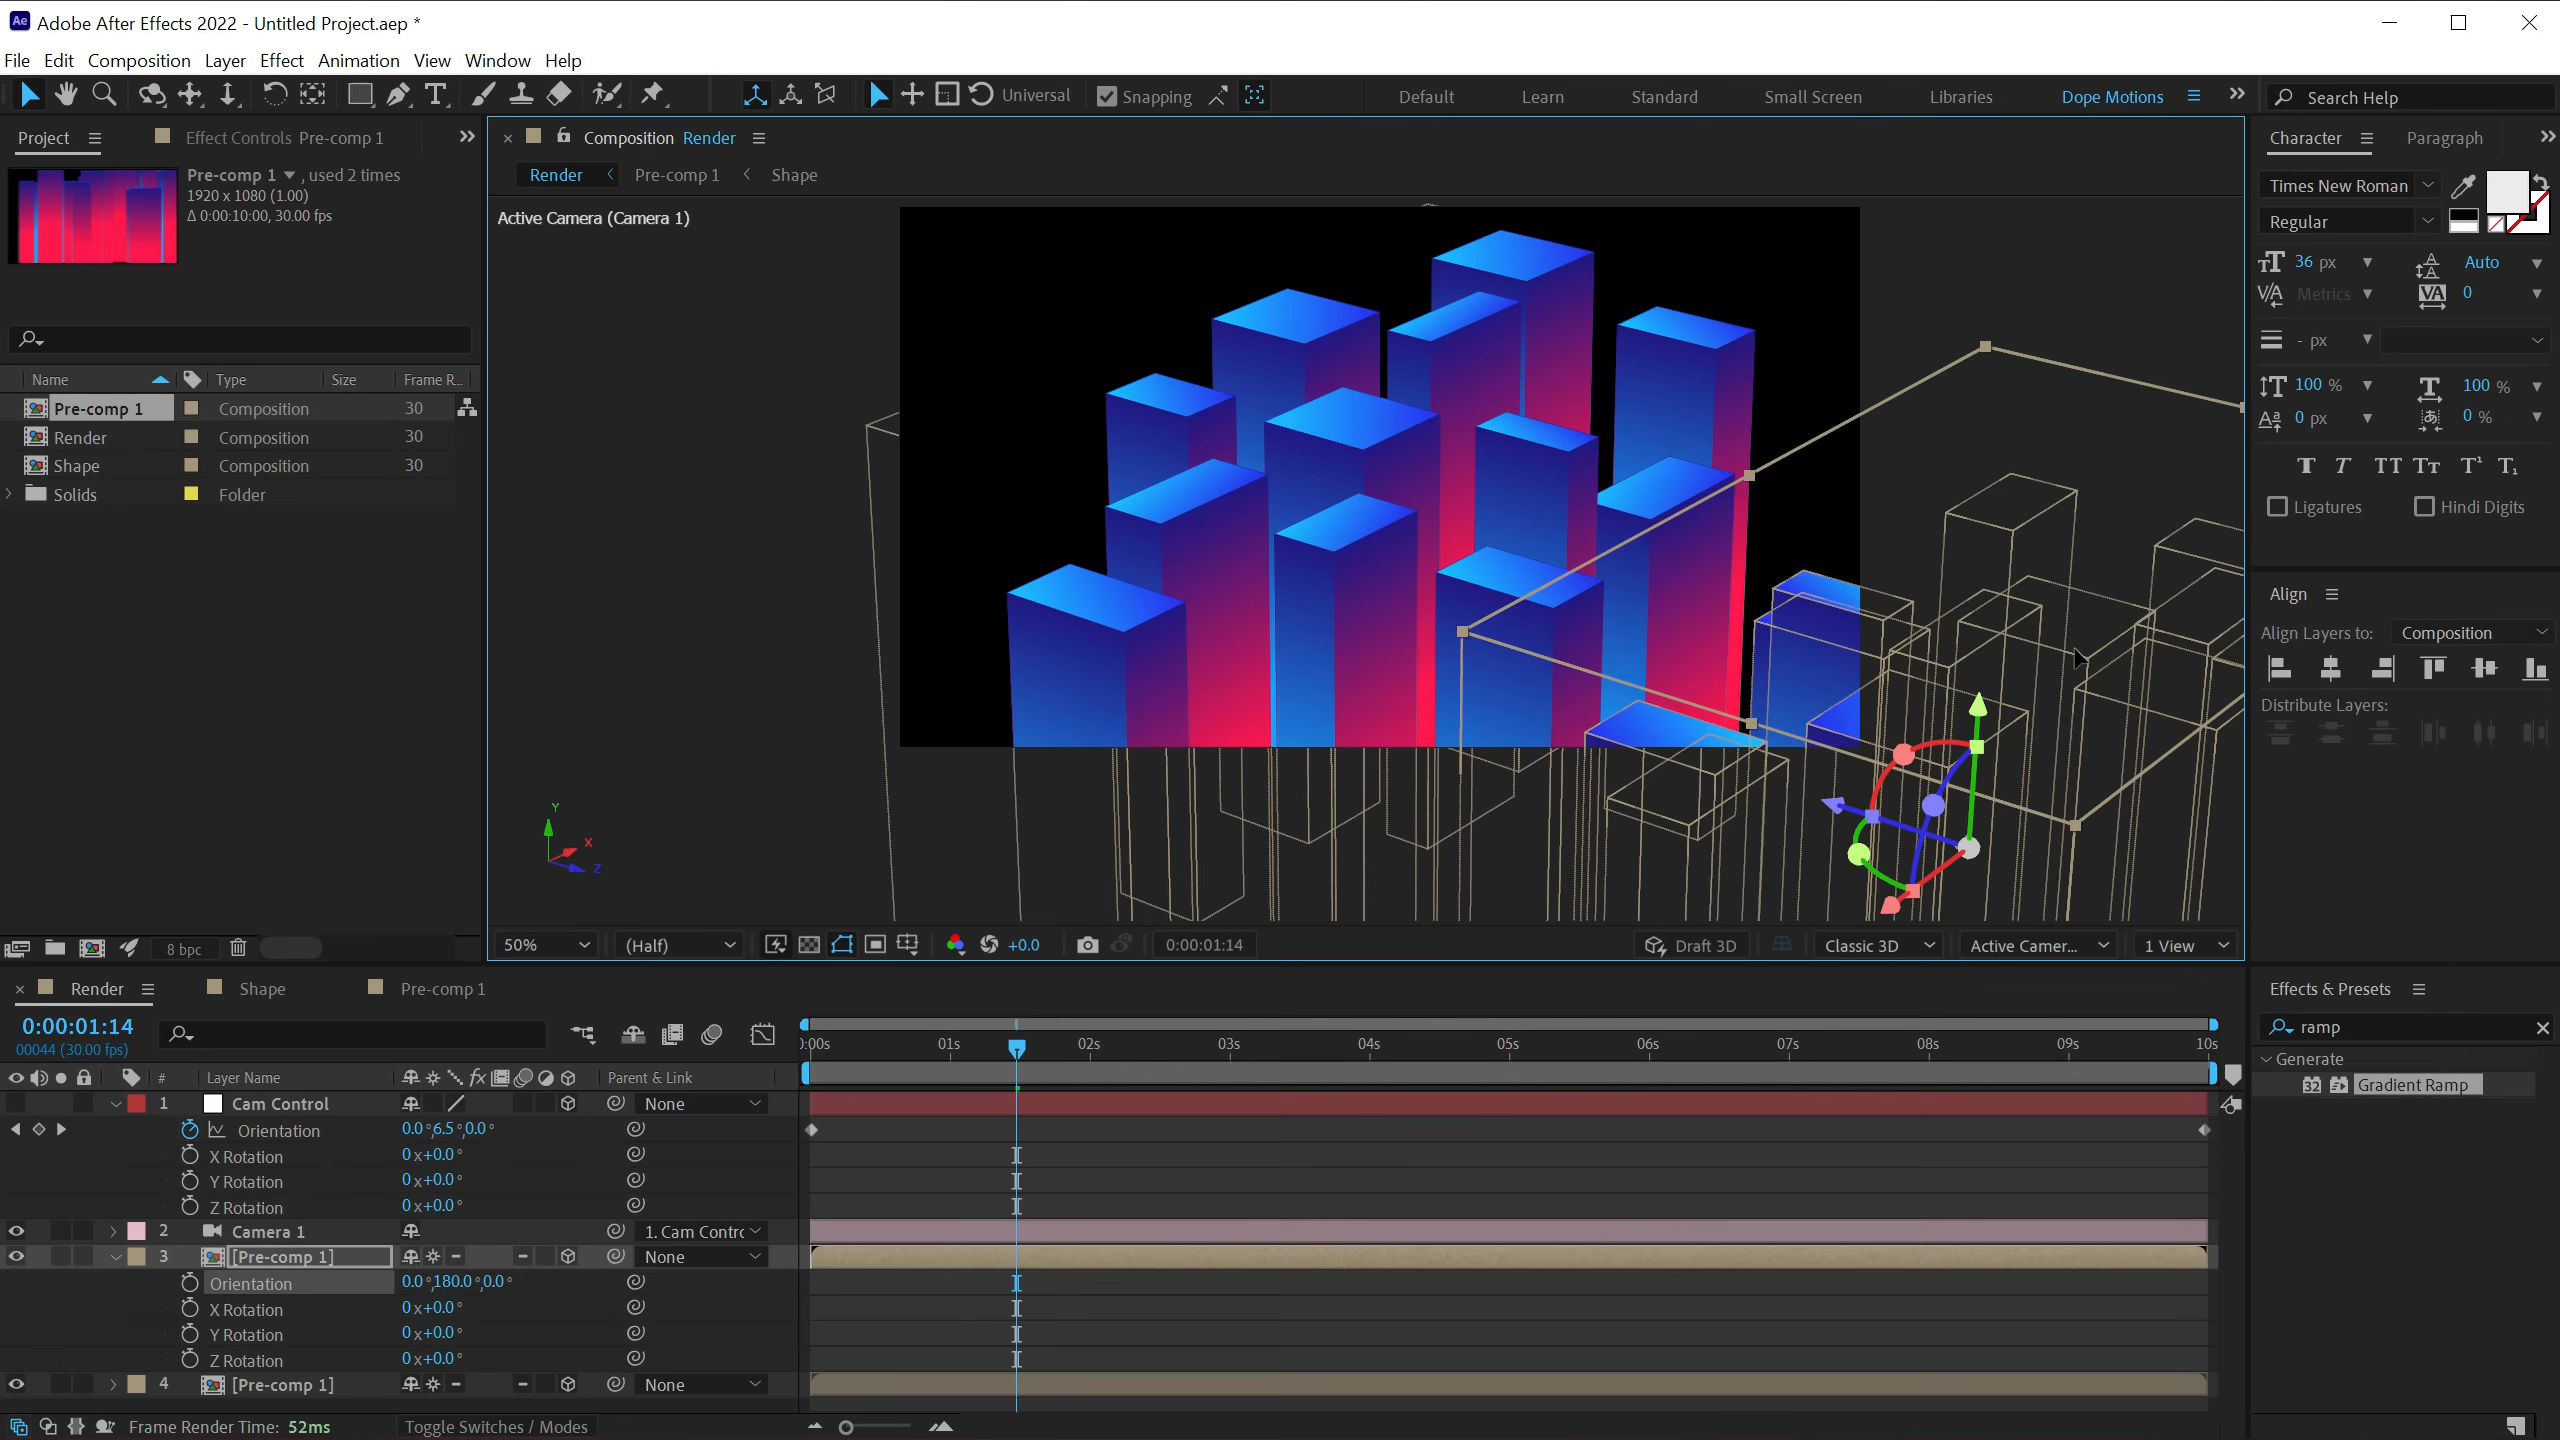 Adobe After Effects 2022 - Untitled Project.aep *
File Edit Composition Layer Effect Animation View Window Help
Universal Snapping Default Learn Standard Small Screen Libraries Dope Motions Search Help
Project Effect Controls Pre-comp 1
Composition Render
Character Paragraph
Pre-comp 1 , used 2 times
1920 x 1080 (1.00)
Δ 0:00:10:00, 30.00 fps
Render Pre-comp 1 Shape
Active Camera (Camera 1)
Times New Roman
Regular
36 px Auto
Metrics 0
- px
100 % 100 %
0 px 0 %
Ligatures Hindi Digits
Name Type Size Frame R...
Pre-comp 1 Composition 30
Render Composition 30
Shape Composition 30
Solids Folder
Align
Align Layers to: Composition
Distribute Layers:
Y
X
Z
8 bpc
50% (Half) +0.0 0:00:01:14 Draft 3D Classic 3D Active Camer... 1 View
Render Shape Pre-comp 1
Effects & Presets
0:00:01:14
00044 (30.00 fps)
ramp
Generate
32 Gradient Ramp
):00s 01s 02s 03s 04s 05s 06s 07s 08s 09s 10s
# Layer Name fx Parent & Link
1 Cam Control None
Orientation 0.0°,6.5°,0.0°
X Rotation 0x+0.0°
Y Rotation 0x+0.0°
Z Rotation 0x+0.0°
2 Camera 1 1. Cam Contrc
3 [Pre-comp 1] None
Orientation 0.0°,180.0°,0.0°
X Rotation 0x+0.0°
Y Rotation 0x+0.0°
Z Rotation 0x+0.0°
4 [Pre-comp 1] None
Frame Render Time: 52ms Toggle Switches / Modes